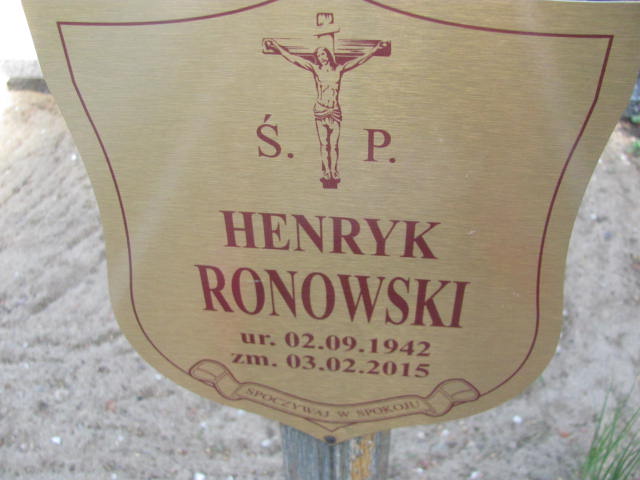 Ś. P.
HENRYK
RONOWSKI
ur. 02.09.1942
zm. 03.02.2015
SPOCZYWAJ W SPOKOJU